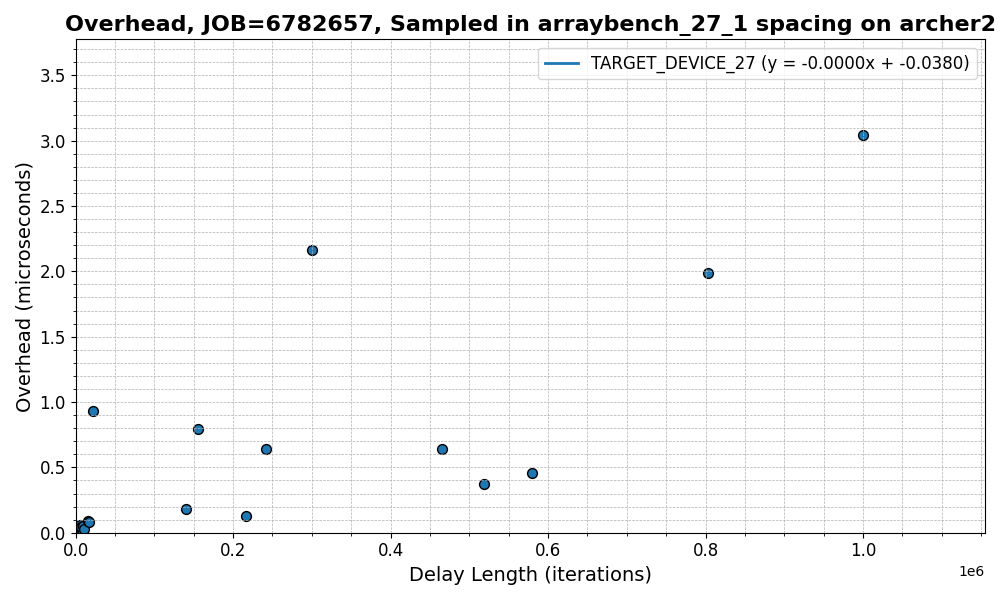 Overhead, JOB=6782657, Sampled in arraybench_27_1 spacing on archer2
TARGET_DEVICE_27 (y = -0.0000x + -0.0380)
Overhead (microseconds)
3.5
3.0
2.5
2.0
1.5
1.0
0.5
0.0
0.0 0.2 0.4 0.6 0.8 1.0
1e6
Delay Length (iterations)